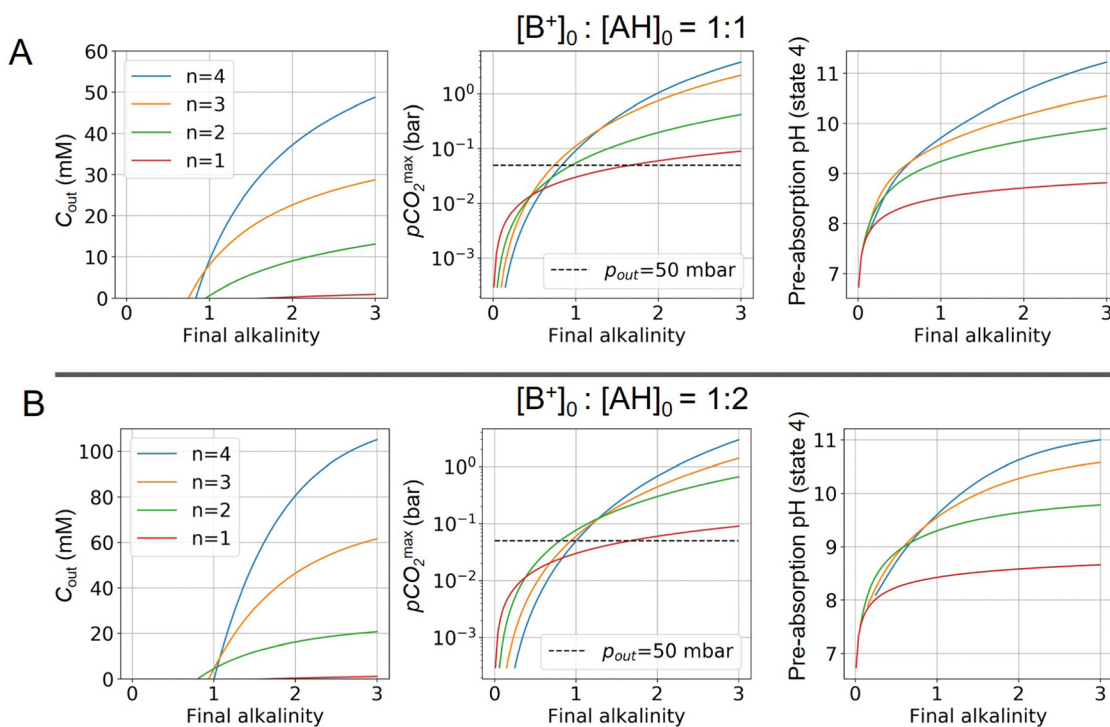 A
[B⁺]₀ : [AH]₀ = 1:1
C_out (mM)
60
50
40
30
20
10
0
n=4
n=3
n=2
n=1
0
1
2
3
Final alkalinity
pCO₂^max (bar)
10⁰
10⁻¹
10⁻²
10⁻³
p_out=50 mbar
0
1
2
3
Final alkalinity
Pre-absorption pH (state 4)
11
10
9
8
7
0
1
2
3
Final alkalinity
B
[B⁺]₀ : [AH]₀ = 1:2
C_out (mM)
100
80
60
40
20
0
n=4
n=3
n=2
n=1
0
1
2
3
Final alkalinity
pCO₂^max (bar)
10⁰
10⁻¹
10⁻²
10⁻³
p_out=50 mbar
0
1
2
3
Final alkalinity
Pre-absorption pH (state 4)
11
10
9
8
7
0
1
2
3
Final alkalinity